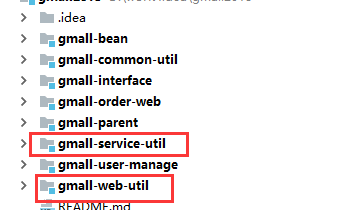 .idea
gmall-bean
gmall-common-util
gmall-interface
gmall-order-web
gmall-parent
gmall-service-util
gmall-user-manage
gmall-web-util
README.md